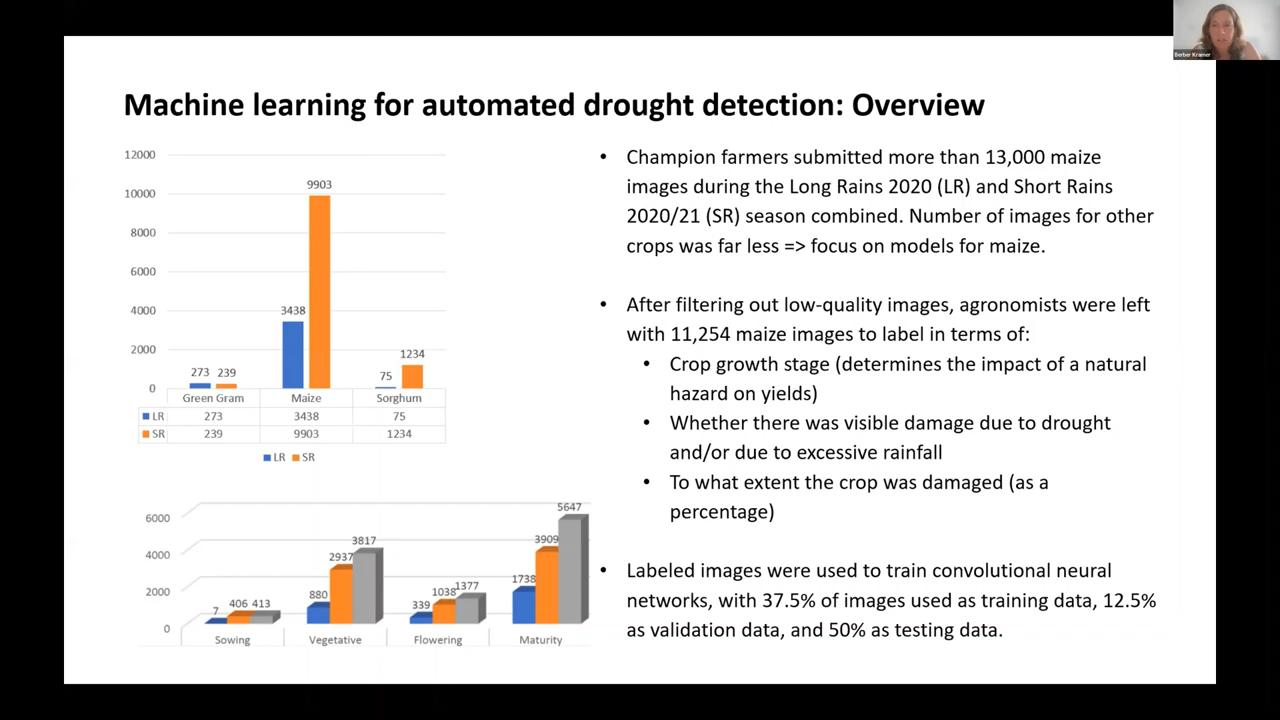 Berber Kramer
Machine learning for automated drought detection: Overview
12000
10000
8000
6000
4000
2000
0
273 239
3438
9903
75
1234
Green Gram Maize Sorghum
LR 273 3438 75
SR 239 9903 1234
LR SR
6000
4000
2000
0
7 406 413
880 2937 3817
339 1038 1377
1738 3909 5647
Sowing Vegetative Flowering Maturity
• Champion farmers submitted more than 13,000 maize
images during the Long Rains 2020 (LR) and Short Rains
2020/21 (SR) season combined. Number of images for other
crops was far less => focus on models for maize.
• After filtering out low-quality images, agronomists were left
with 11,254 maize images to label in terms of:
• Crop growth stage (determines the impact of a natural
hazard on yields)
• Whether there was visible damage due to drought
and/or due to excessive rainfall
• To what extent the crop was damaged (as a
percentage)
• Labeled images were used to train convolutional neural
networks, with 37.5% of images used as training data, 12.5%
as validation data, and 50% as testing data.